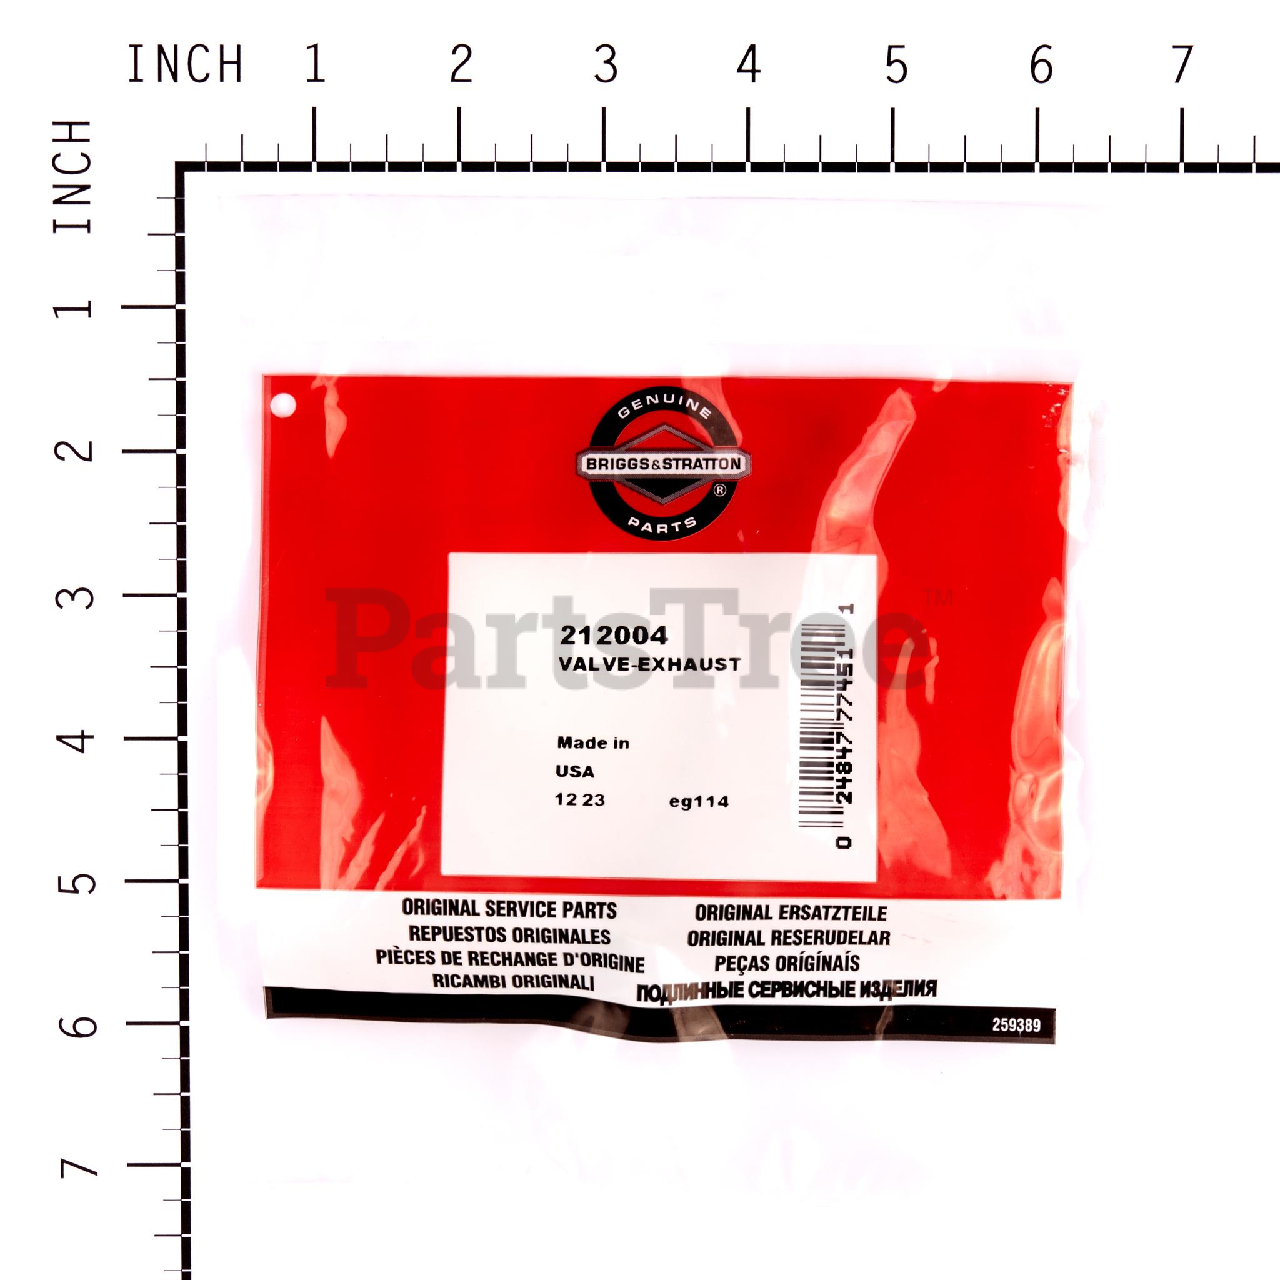 INCH 1 2 3 4 5 6 7
INCH 1 2 3 4 5 6 7
GENUINE
BRIGGS&STRATTON
®
PARTS
PartsTree™
212004
VALVE-EXHAUST
Made in
USA
12 23 eg114
0 24847 77451 1
ORIGINAL SERVICE PARTS
REPUESTOS ORIGINALES
PIÈCES DE RECHANGE D'ORIGINE
RICAMBI ORIGINALI
ORIGINAL ERSATZTEILE
ORIGINAL RESERUDELAR
PEÇAS ORÍGÍNAÍS
ПОДЛИННЫЕ СЕРВИСНЫЕ ИЗДЕЛИЯ
259389